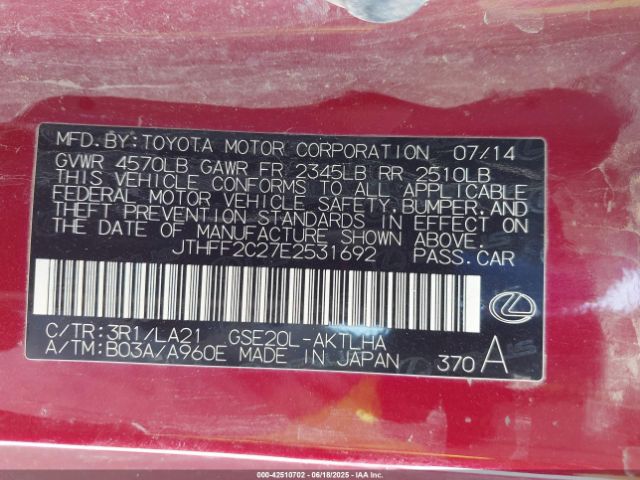 MFD.BY:TOYOTA MOTOR CORPORATION 07/14
GVWR 4570LB GAWR FR 2345LB RR 2510LB
THIS VEHICLE CONFORMS TO ALL APPLICABLE
FEDERAL MOTOR VEHICLE SAFETY,BUMPER,AND
THEFT PREVENTION STANDARDS IN EFFECT ON
THE DATE OF MANUFACTURE SHOWN ABOVE.
JTHFF2C27E2531692 PASS.CAR
C/TR:3R1/LA21 GSE20L-AKTLHA
A/TM:B03A/A960E MADE IN JAPAN 370 A
000-42510702 - 06/18/2025 - IAA Inc.